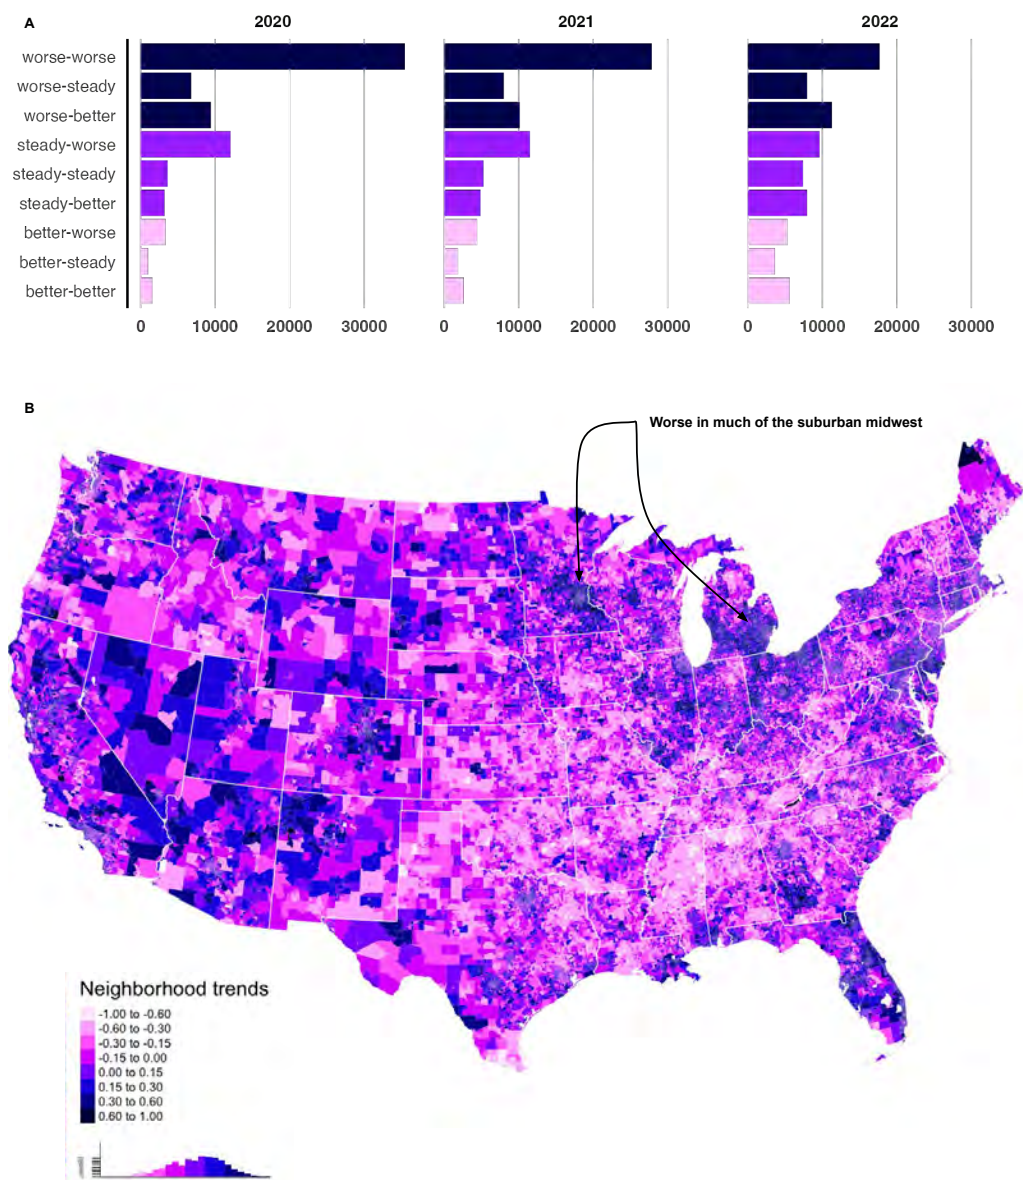 A
2020 2021 2022
worse-worse
worse-steady
worse-better
steady-worse
steady-steady
steady-better
better-worse
better-steady
better-better
0 10000 20000 30000 0 10000 20000 30000 0 10000 20000 30000
B
Worse in much of the suburban midwest
Neighborhood trends
-1.00 to -0.60
-0.60 to -0.30
-0.30 to -0.15
-0.15 to 0.00
0.00 to 0.15
0.15 to 0.30
0.30 to 0.60
0.60 to 1.00